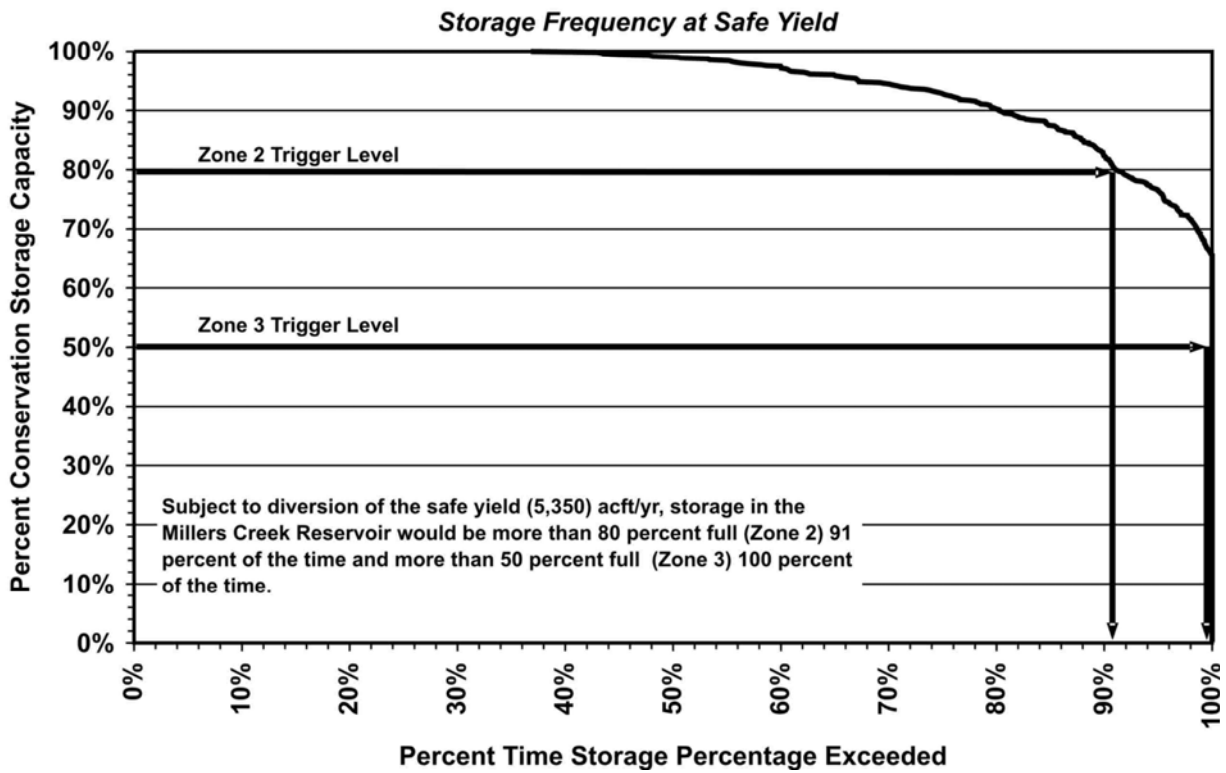 Storage Frequency at Safe Yield
Percent Conservation Storage Capacity
100%
90%
80%
70%
60%
50%
40%
30%
20%
10%
0%
Zone 2 Trigger Level
Zone 3 Trigger Level
Subject to diversion of the safe yield (5,350) acft/yr, storage in the
Millers Creek Reservoir would be more than 80 percent full (Zone 2) 91
percent of the time and more than 50 percent full (Zone 3) 100 percent
of the time.
0%
10%
20%
30%
40%
50%
60%
70%
80%
90%
100%
Percent Time Storage Percentage Exceeded